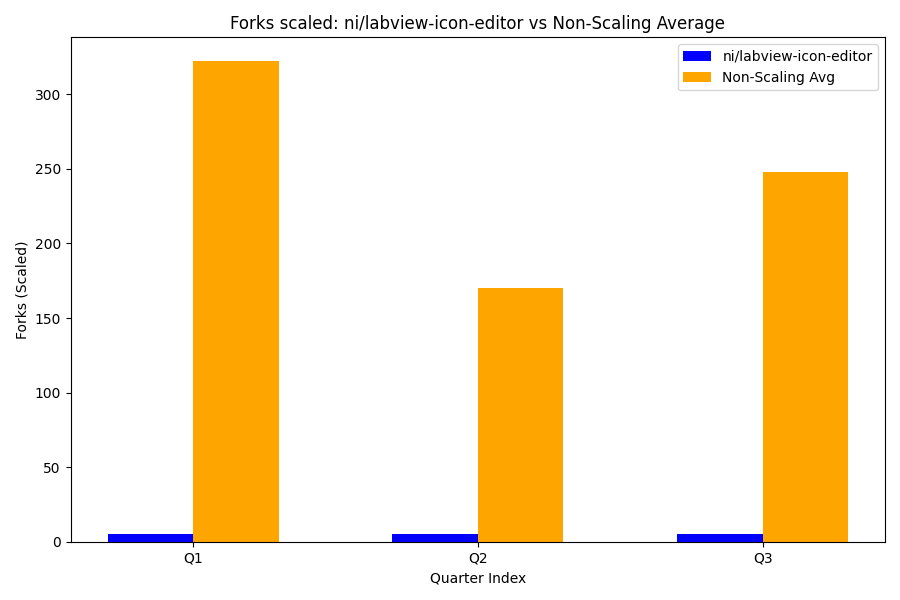 Forks scaled: ni/labview-icon-editor vs Non-Scaling Average
ni/labview-icon-editor
Non-Scaling Avg
Forks (Scaled)
300
250
200
150
100
50
0
Q1
Q2
Q3
Quarter Index